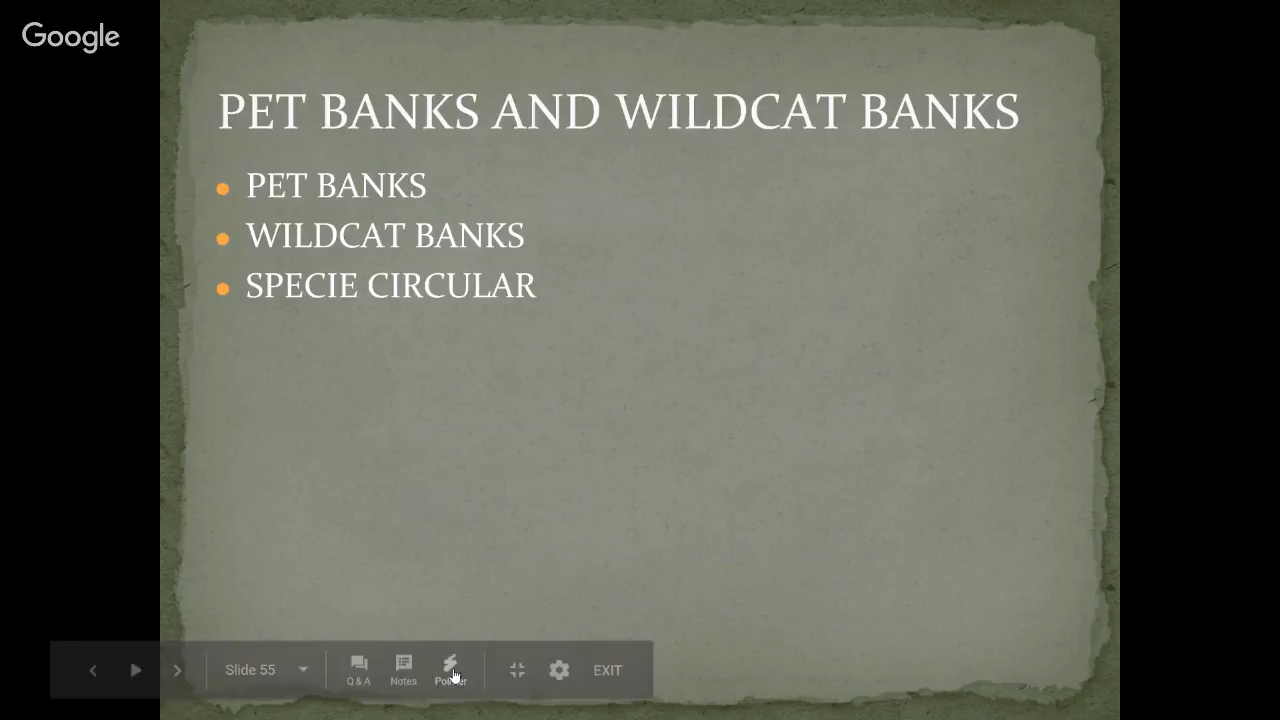 Google
PET BANKS AND WILDCAT BANKS
PET BANKS
WILDCAT BANKS
SPECIE CIRCULAR
Slide 55
Q & A
Notes
EXIT